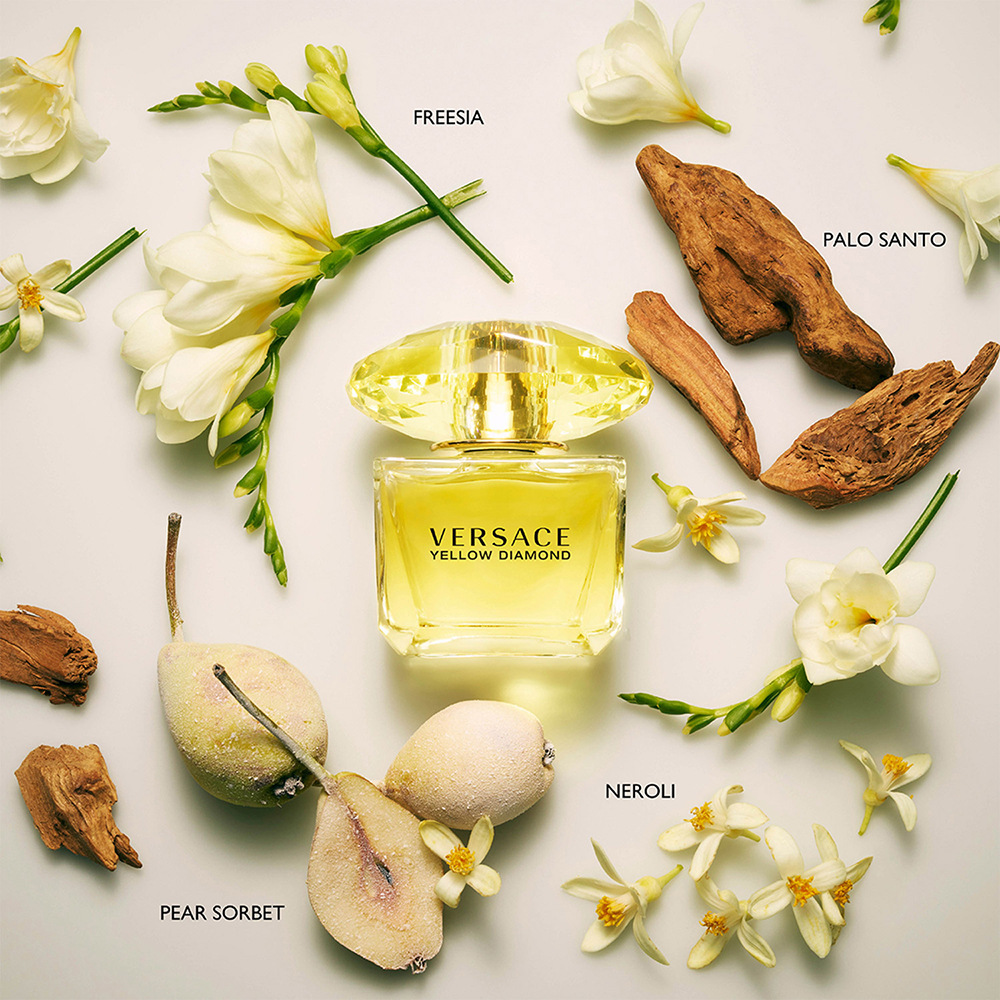 FREESIA
PALO SANTO
VERSACE
YELLOW DIAMOND
NEROLI
PEAR SORBET